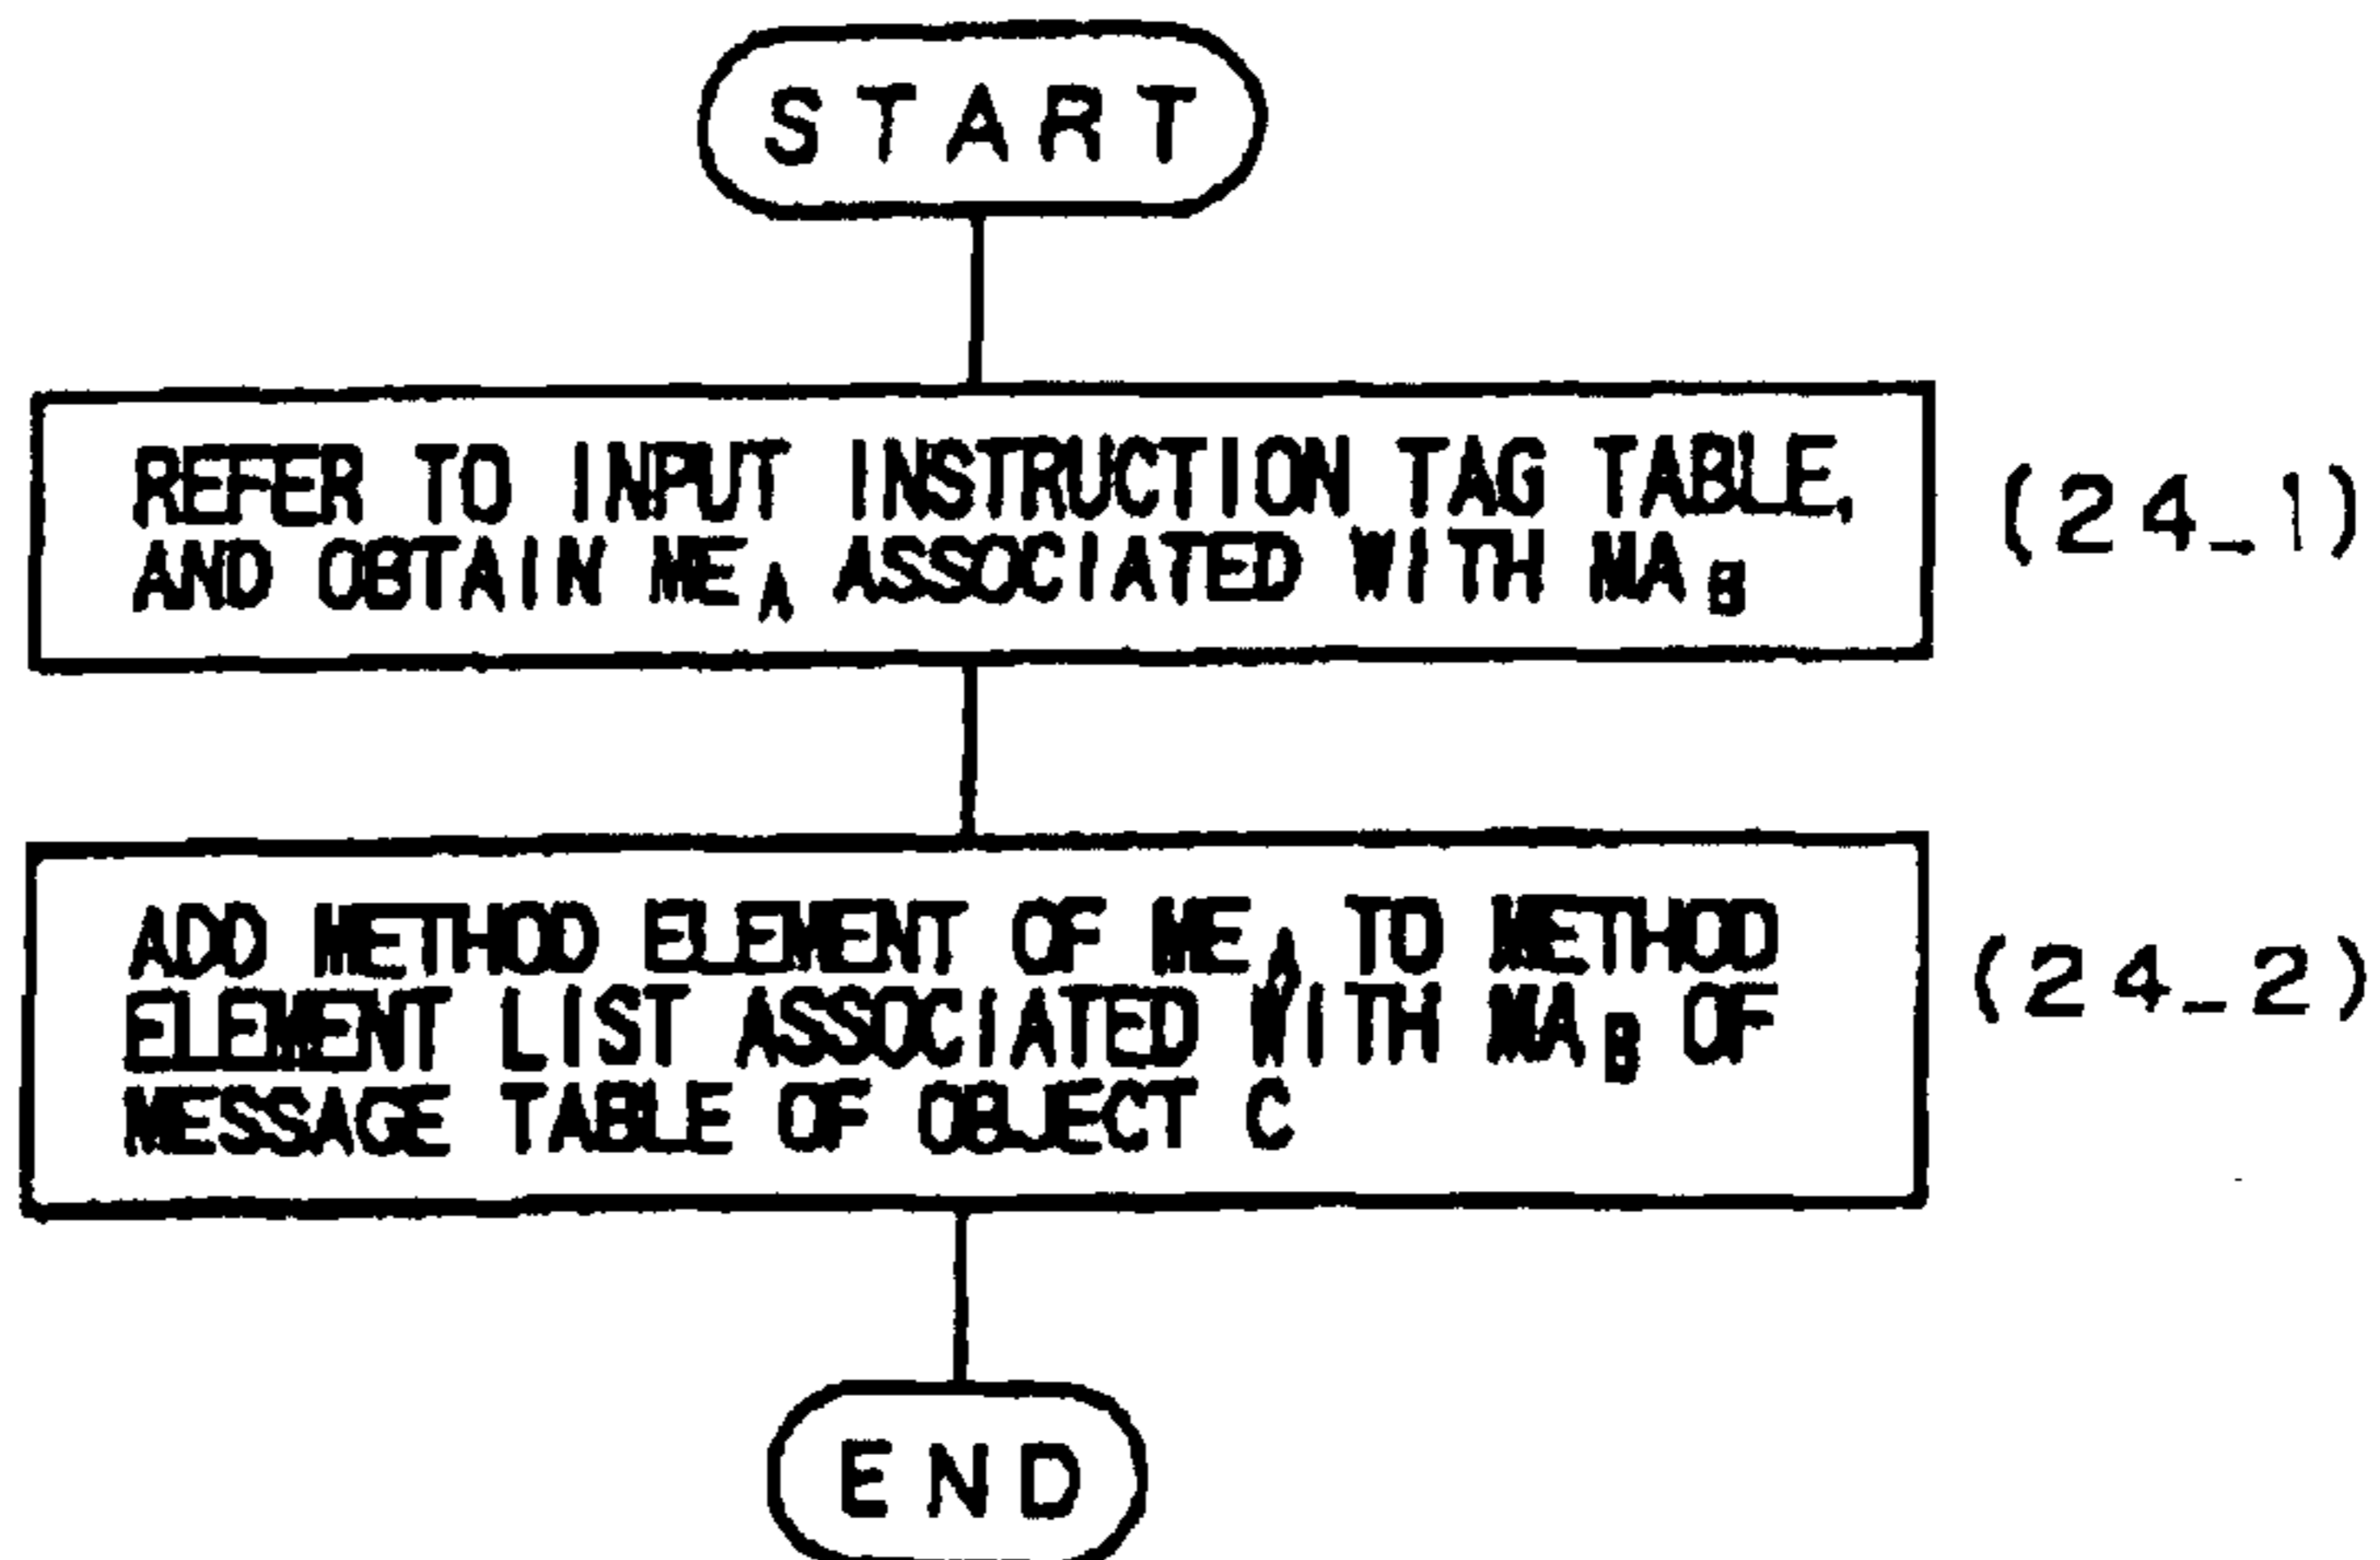 START
REFER TO INPUT INSTRUCTION TAG TABLE,
AND OBTAIN ME_A ASSOCIATED WITH MA_B
(24_1)
ADD METHOD ELEMENT OF ME_A TO METHOD
ELEMENT LIST ASSOCIATED WITH MA_B OF
MESSAGE TABLE OF OBJECT C
(24_2)
END